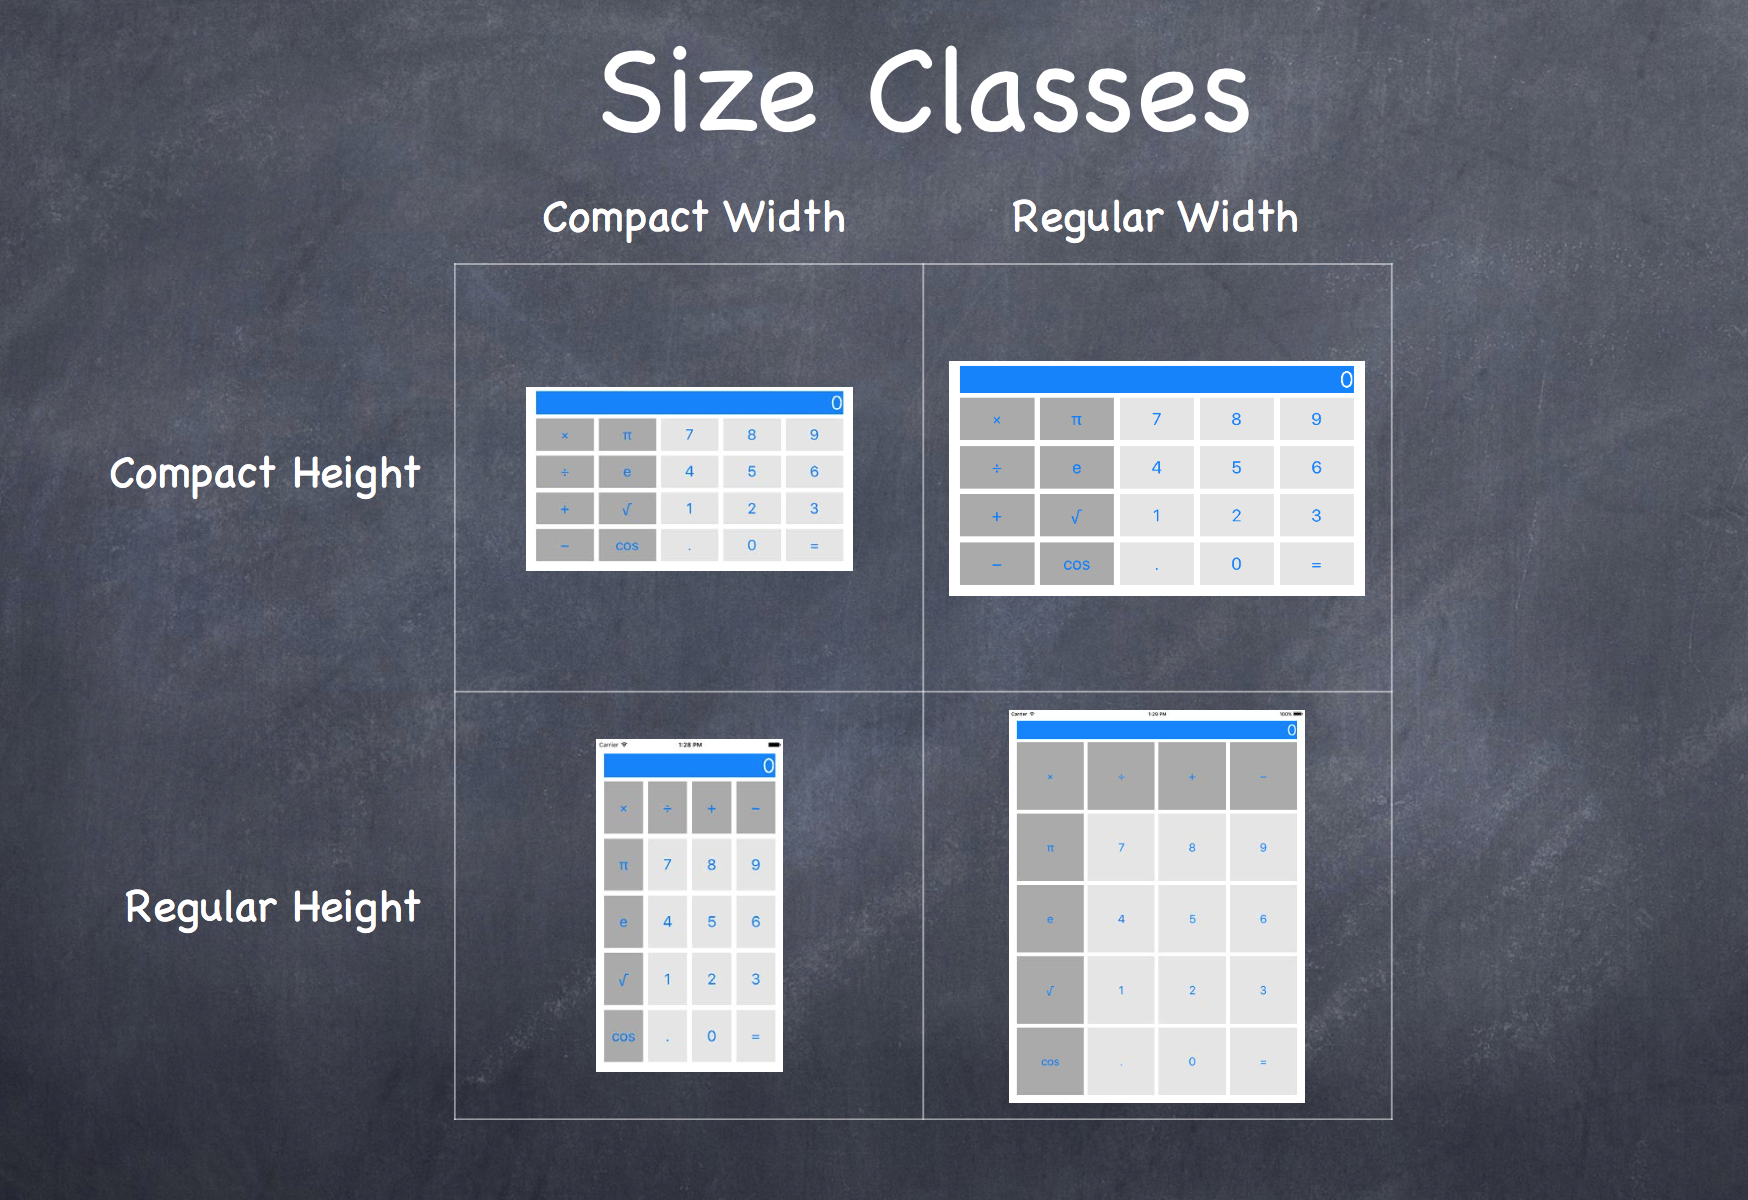 Size Classes
Compact Width Regular Width
Compact Height
0
× π 7 8 9
÷ e 4 5 6
+ √ 1 2 3
− cos . 0 =
0
× π 7 8 9
÷ e 4 5 6
+ √ 1 2 3
− cos . 0 =
Regular Height
Carrier 1:28 PM
0
× ÷ + −
π 7 8 9
e 4 5 6
√ 1 2 3
cos . 0 =
Carrier 1:29 PM 100%
0
× ÷ + −
π 7 8 9
e 4 5 6
√ 1 2 3
cos . 0 =